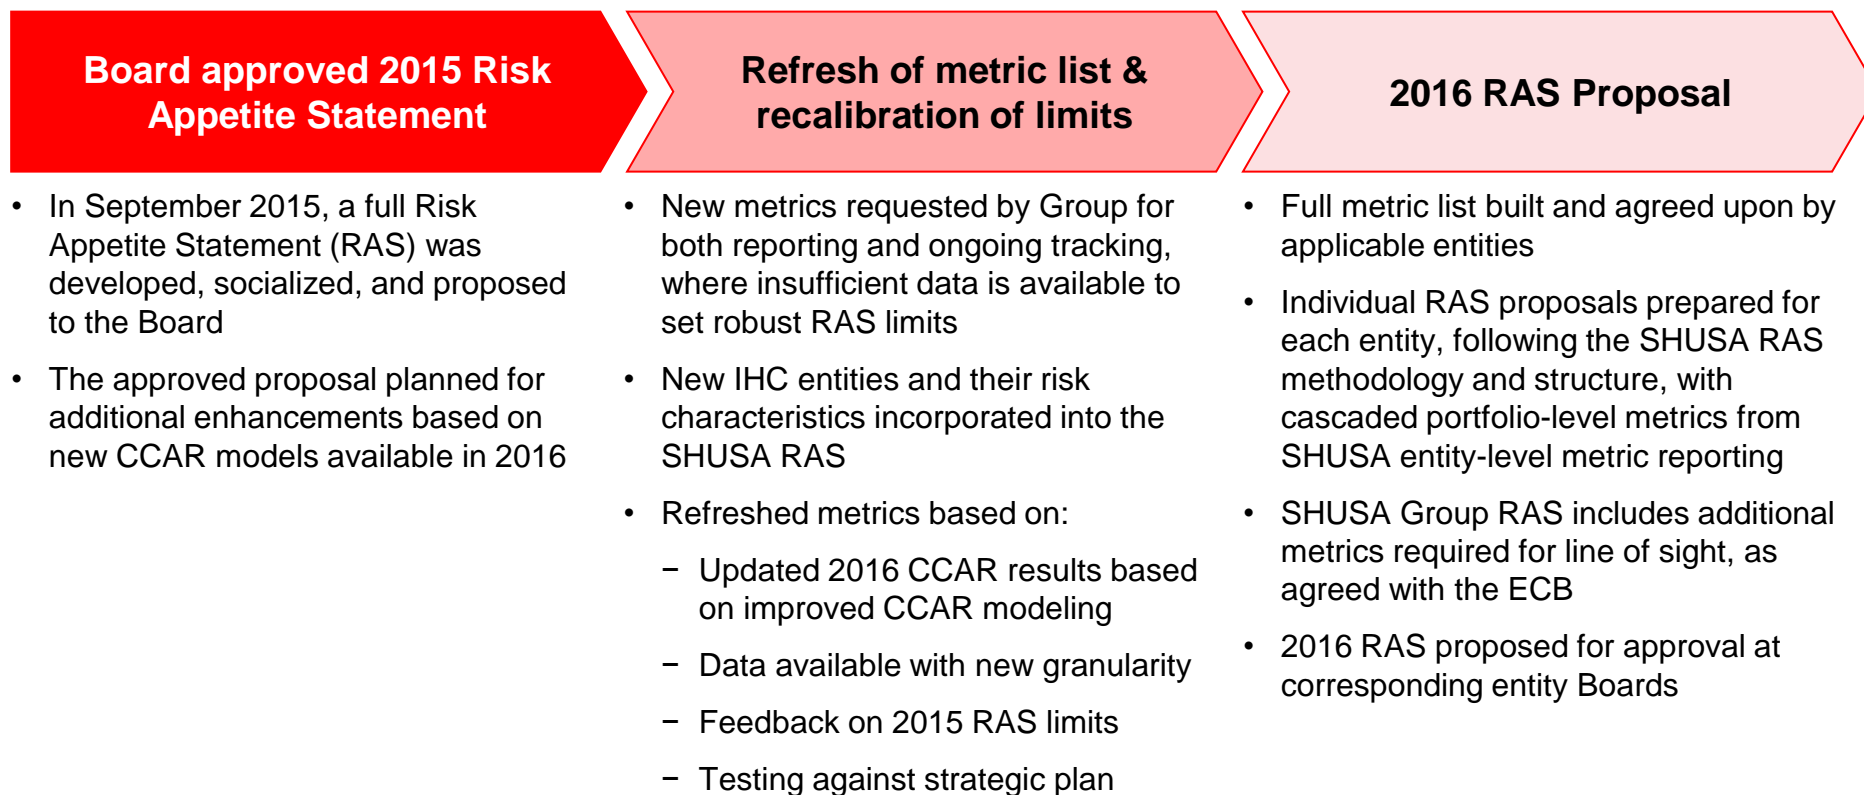 Board approved 2015 Risk
Appetite Statement
• In September 2015, a full Risk
Appetite Statement (RAS) was
developed, socialized, and proposed
to the Board
• The approved proposal planned for
additional enhancements based on
new CCAR models available in 2016
Refresh of metric list &
recalibration of limits
• New metrics requested by Group for
both reporting and ongoing tracking,
where insufficient data is available to
set robust RAS limits
• New IHC entities and their risk
characteristics incorporated into the
SHUSA RAS
• Refreshed metrics based on:
− Updated 2016 CCAR results based
on improved CCAR modeling
− Data available with new granularity
− Feedback on 2015 RAS limits
− Testing against strategic plan
2016 RAS Proposal
• Full metric list built and agreed upon by
applicable entities
• Individual RAS proposals prepared for
each entity, following the SHUSA RAS
methodology and structure, with
cascaded portfolio-level metrics from
SHUSA entity-level metric reporting
• SHUSA Group RAS includes additional
metrics required for line of sight, as
agreed with the ECB
• 2016 RAS proposed for approval at
corresponding entity Boards